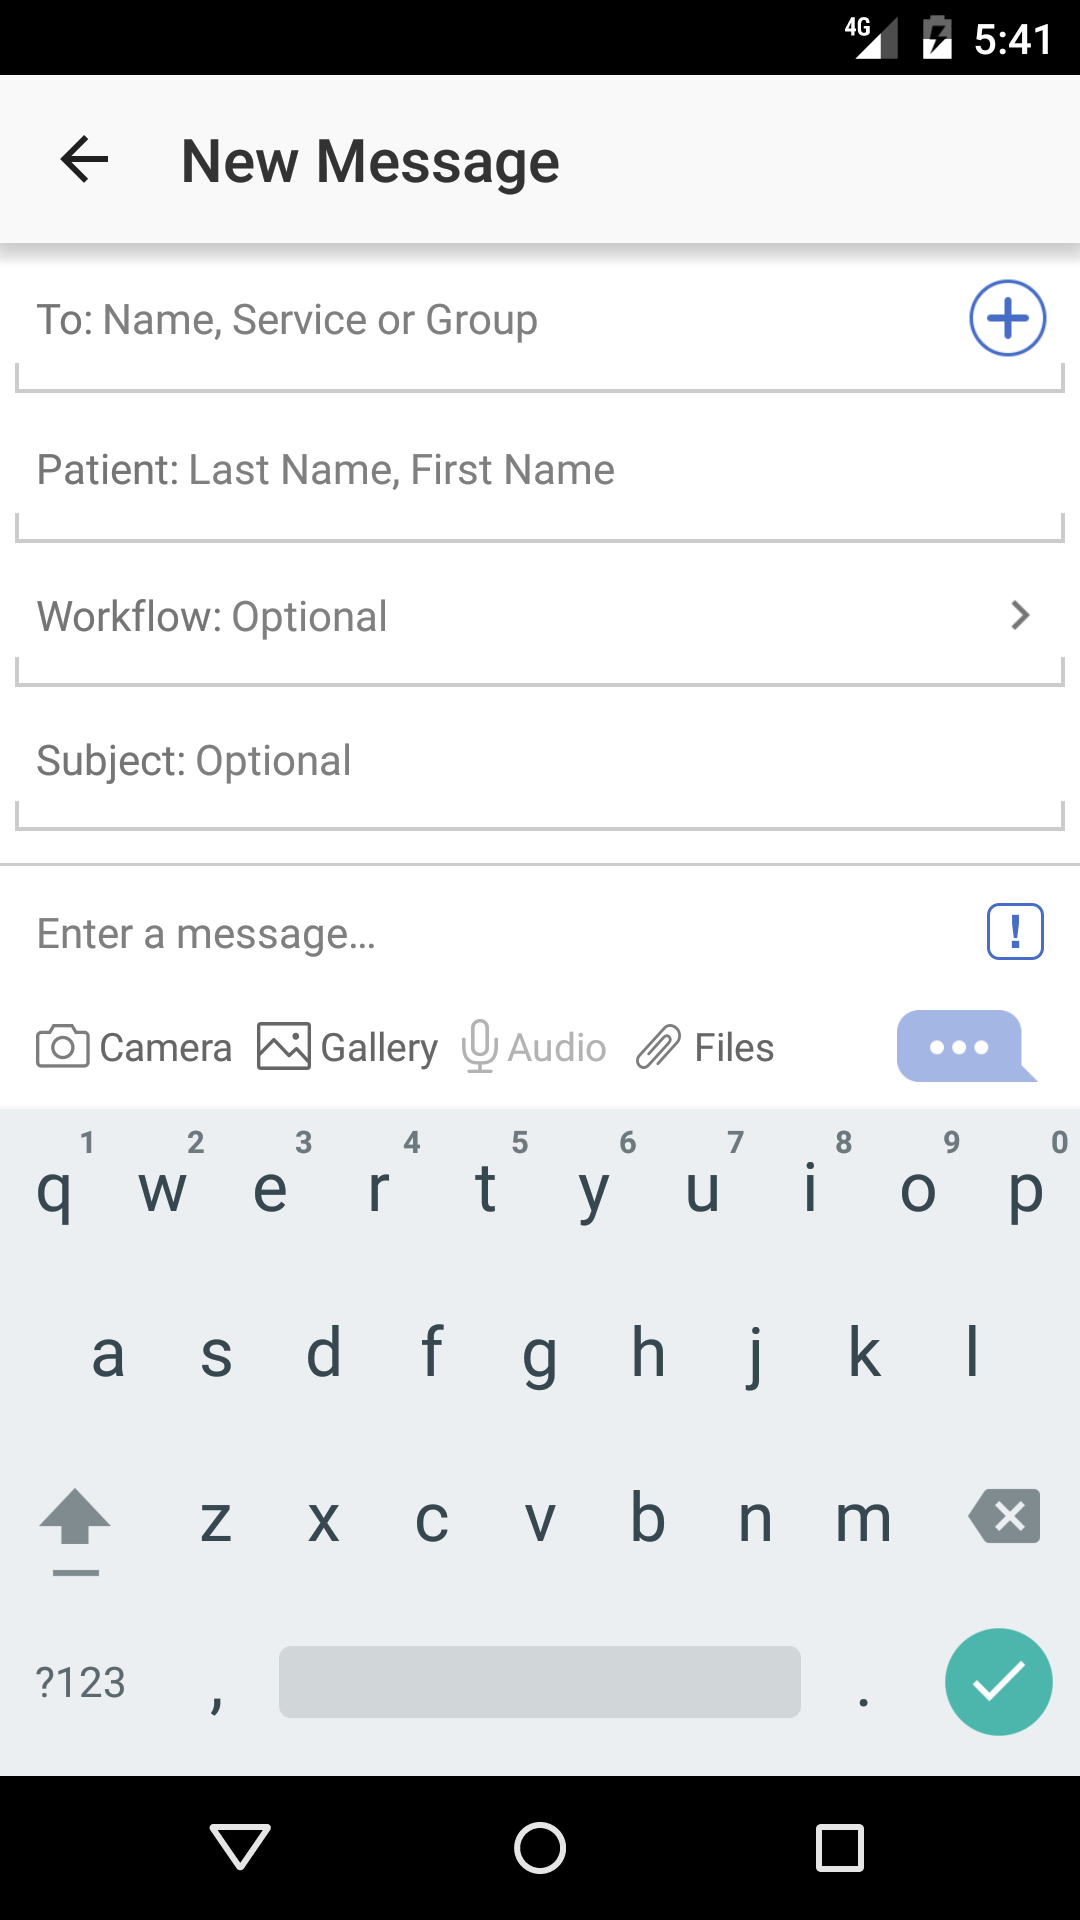 4G 5:41
New Message
To: Name, Service or Group
Patient: Last Name, First Name
Workflow: Optional
Subject: Optional
Enter a message...
!
Camera Gallery Audio Files
1 2 3 4 5 6 7 8 9 0
q w e r t y u i o p
a s d f g h j k l
z x c v b n m
?123 , .